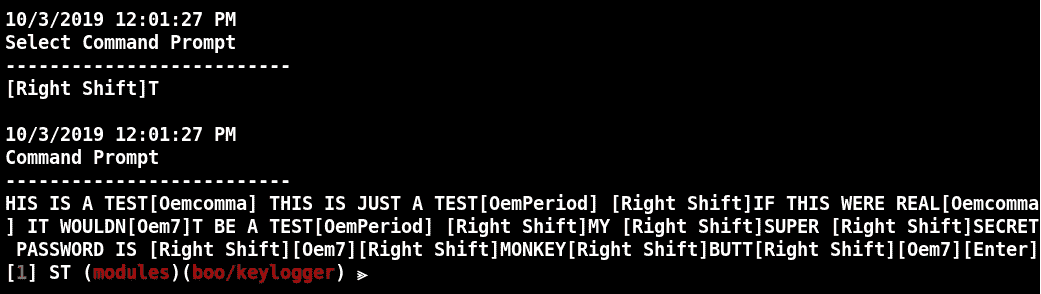 10/3/2019 12:01:27 PM
Select Command Prompt
--------------------------
[Right Shift]T
10/3/2019 12:01:27 PM
Command Prompt
--------------------------
HIS IS A TEST[Oemcomma] THIS IS JUST A TEST[OemPeriod] [Right Shift]IF THIS WERE REAL[Oemcomma
] IT WOULDN[Oem7]T BE A TEST[OemPeriod] [Right Shift]MY [Right Shift]SUPER [Right Shift]SECRET
PASSWORD IS [Right Shift][Oem7][Right Shift]MONKEY[Right Shift]BUTT[Right Shift][Oem7][Enter]
[1] ST (modules)(boo/keylogger) ⫸